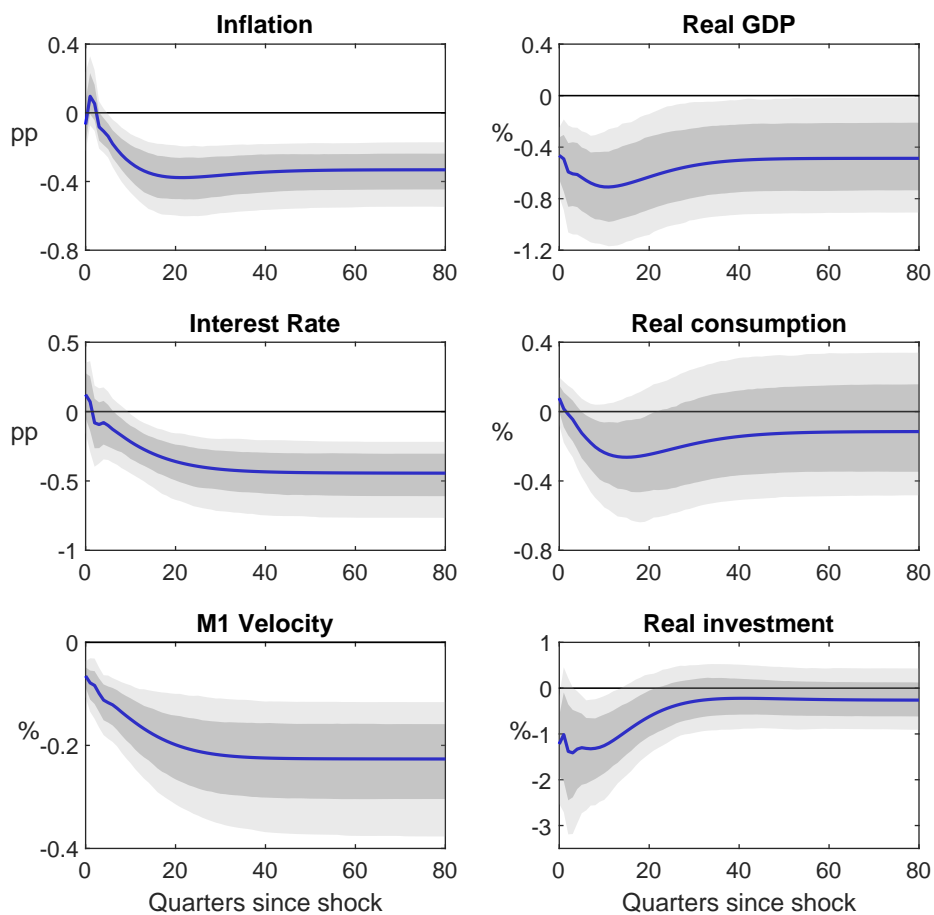 Inflation
0.4
0
-0.4
-0.8
pp
0 20 40 60 80
Real GDP
0.4
0
-0.4
-0.8
-1.2
%
0 20 40 60 80
Interest Rate
0.5
0
-0.5
-1
pp
0 20 40 60 80
Real consumption
0.4
0
-0.4
-0.8
%
0 20 40 60 80
M1 Velocity
0
-0.2
-0.4
%
0 20 40 60 80
Quarters since shock
Real investment
1
0
-1
-2
-3
%
0 20 40 60 80
Quarters since shock